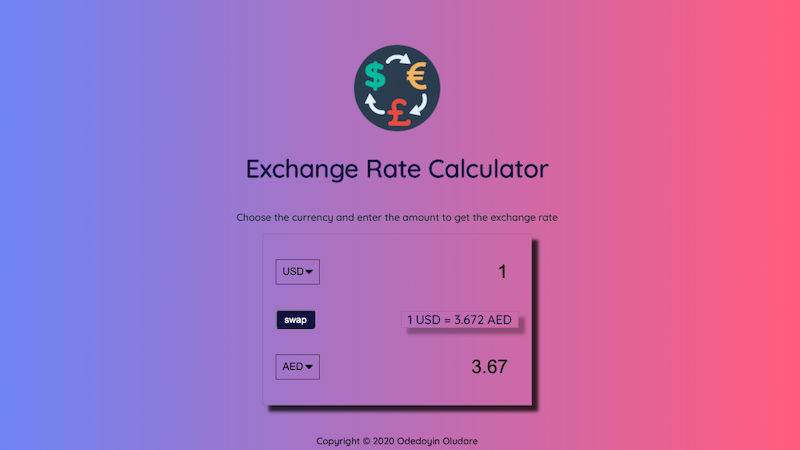 $ €
£
Exchange Rate Calculator
Choose the currency and enter the amount to get the exchange rate
USD 1
swap 1 USD = 3.672 AED
AED 3.67
Copyright © 2020 Odedoyin Oludare